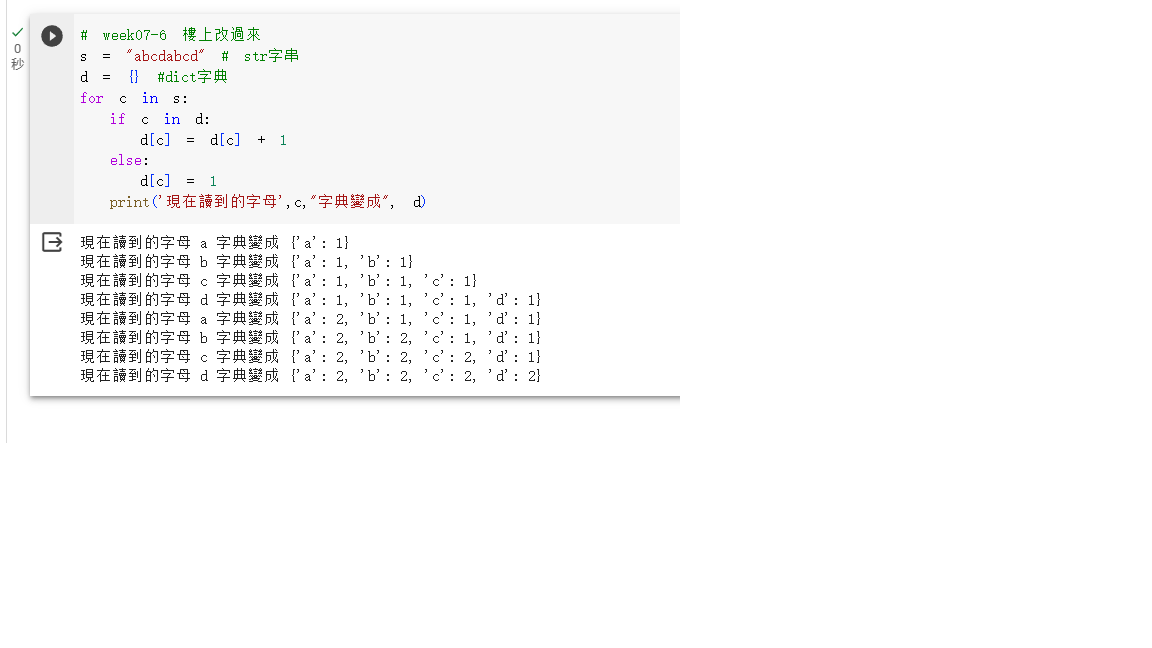 ✓
0
秒
# week07-6 樓上改過來
s = "abcdabcd" # str字串
d = {} #dict字典
for c in s:
    if c in d:
        d[c] = d[c] + 1
    else:
        d[c] = 1
    print('現在讀到的字母',c,"字典變成", d)
現在讀到的字母 a 字典變成 {'a': 1}
現在讀到的字母 b 字典變成 {'a': 1, 'b': 1}
現在讀到的字母 c 字典變成 {'a': 1, 'b': 1, 'c': 1}
現在讀到的字母 d 字典變成 {'a': 1, 'b': 1, 'c': 1, 'd': 1}
現在讀到的字母 a 字典變成 {'a': 2, 'b': 1, 'c': 1, 'd': 1}
現在讀到的字母 b 字典變成 {'a': 2, 'b': 2, 'c': 1, 'd': 1}
現在讀到的字母 c 字典變成 {'a': 2, 'b': 2, 'c': 2, 'd': 1}
現在讀到的字母 d 字典變成 {'a': 2, 'b': 2, 'c': 2, 'd': 2}